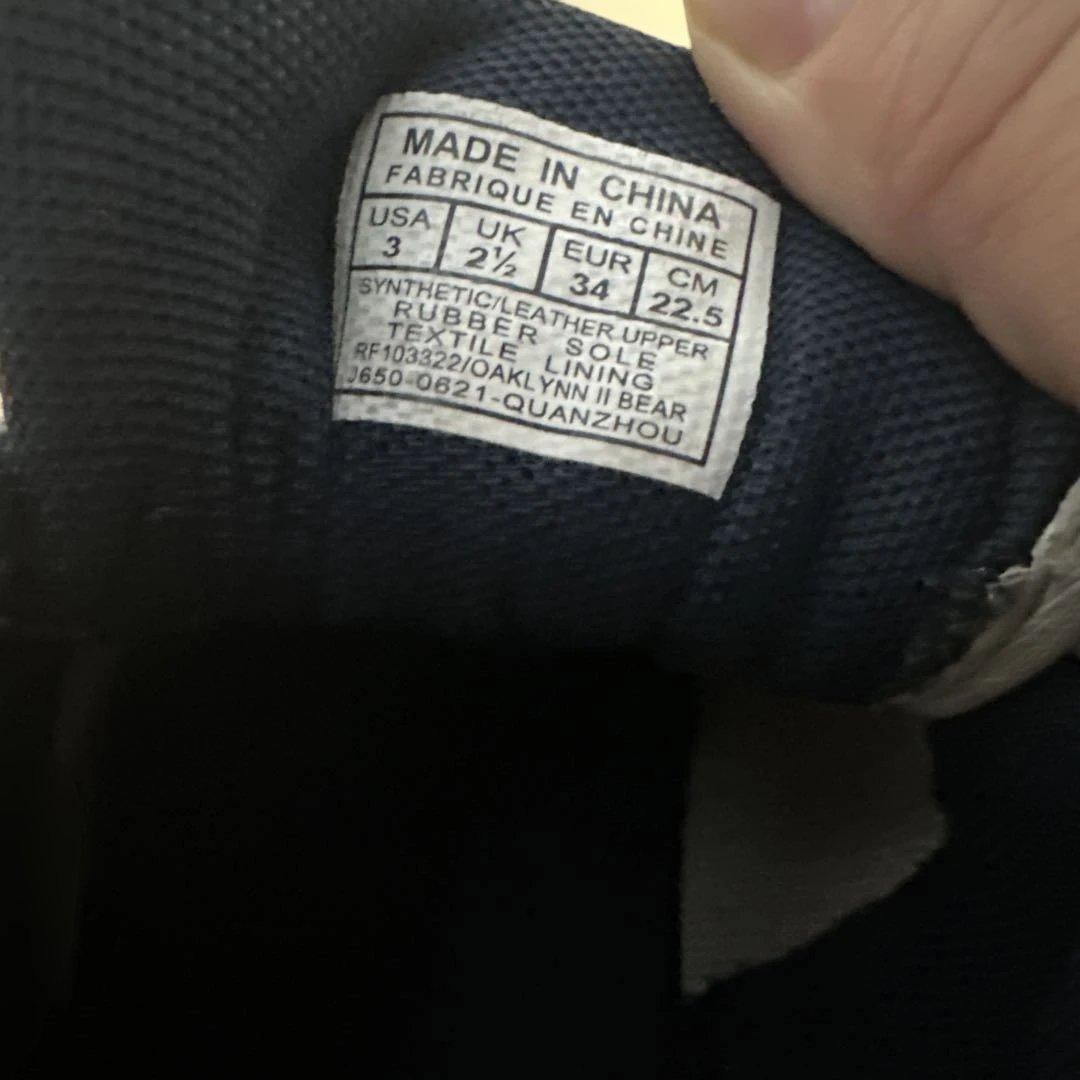 MADE IN CHINA
FABRIQUE EN CHINE
USA UK EUR CM
3 2½ 34 22.5
SYNTHETIC/LEATHER UPPER
RUBBER SOLE
TEXTILE LINING
RF103322/OAKLYNN II BEAR
J650 0621-QUANZHOU